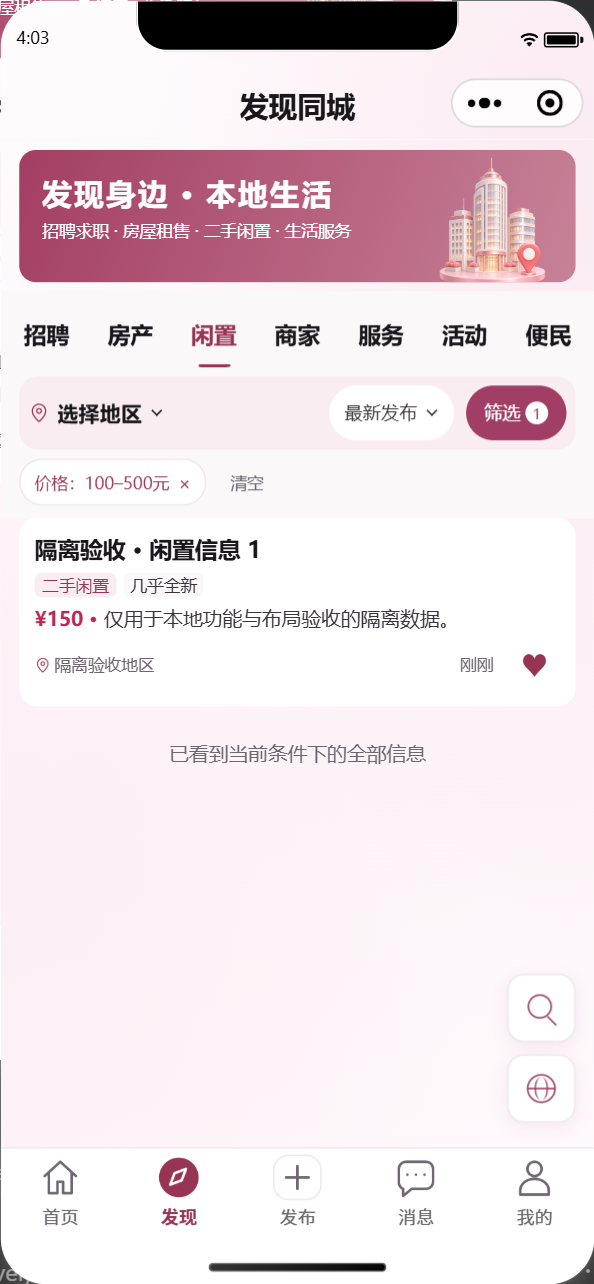 4:03
发现同城
发现身边·本地生活
招聘求职·房屋租售·二手闲置·生活服务
招聘 房产 闲置 商家 服务 活动 便民
选择地区 最新发布 筛选 1
价格：100–500元 × 清空
隔离验收·闲置信息 1
二手闲置 几乎全新
¥150 · 仅用于本地功能与布局验收的隔离数据。
隔离验收地区 刚刚
已看到当前条件下的全部信息
首页 发现 发布 消息 我的